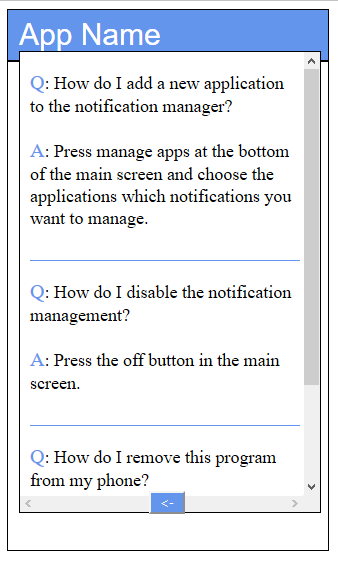 App Name
Q: How do I add a new application
to the notification manager?
A: Press manage apps at the bottom
of the main screen and choose the
applications which notifications you
want to manage.
Q: How do I disable the notification
management?
A: Press the off button in the main
screen.
Q: How do I remove this program
from my phone?
<-